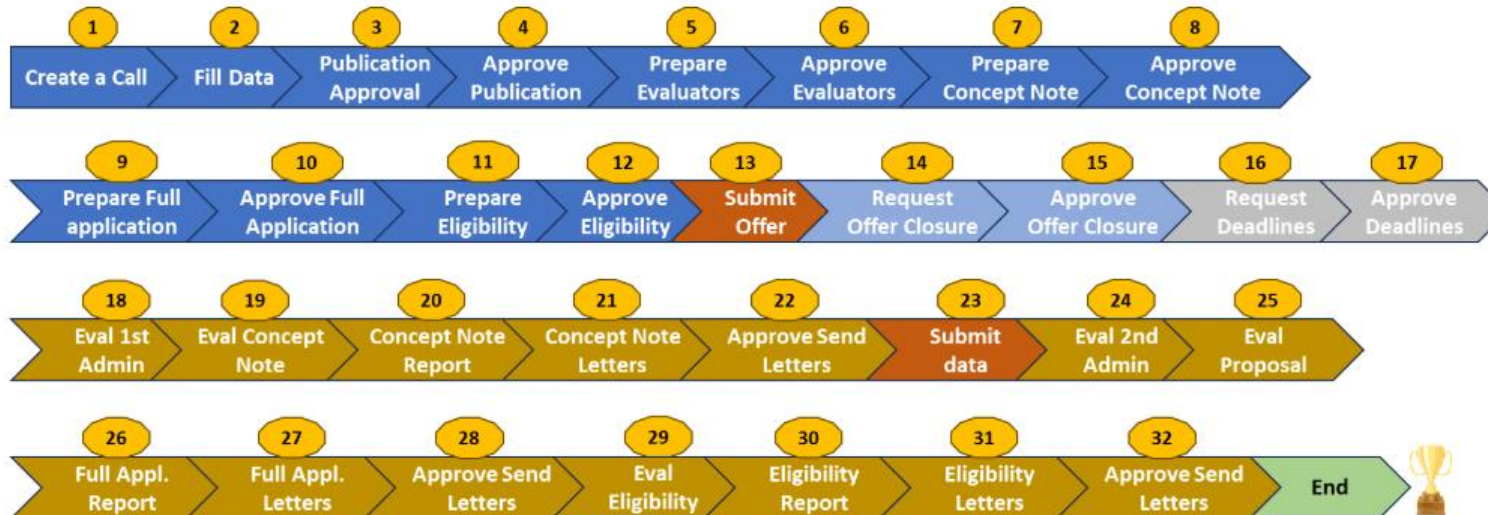 1 2 3 4 5 6 7 8
Create a Call Fill Data Publication Approve Prepare Approve Prepare Approve
Approval Publication Evaluators Evaluators Concept Note Concept Note
9 10 11 12 13 14 15 16 17
Prepare Full Approve Full Prepare Approve Submit Request Approve Request Approve
application Application Eligibility Eligibility Offer Offer Closure Offer Closure Deadlines Deadlines
18 19 20 21 22 23 24 25
Eval 1st Eval Concept Concept Note Concept Note Approve Send Submit Eval 2nd Eval
Admin Note Report Letters Letters data Admin Proposal
26 27 28 29 30 31 32
Full Appl. Full Appl. Approve Send Eval Eligibility Eligibility Approve Send End
Report Letters Letters Eligibility Report Letters Letters